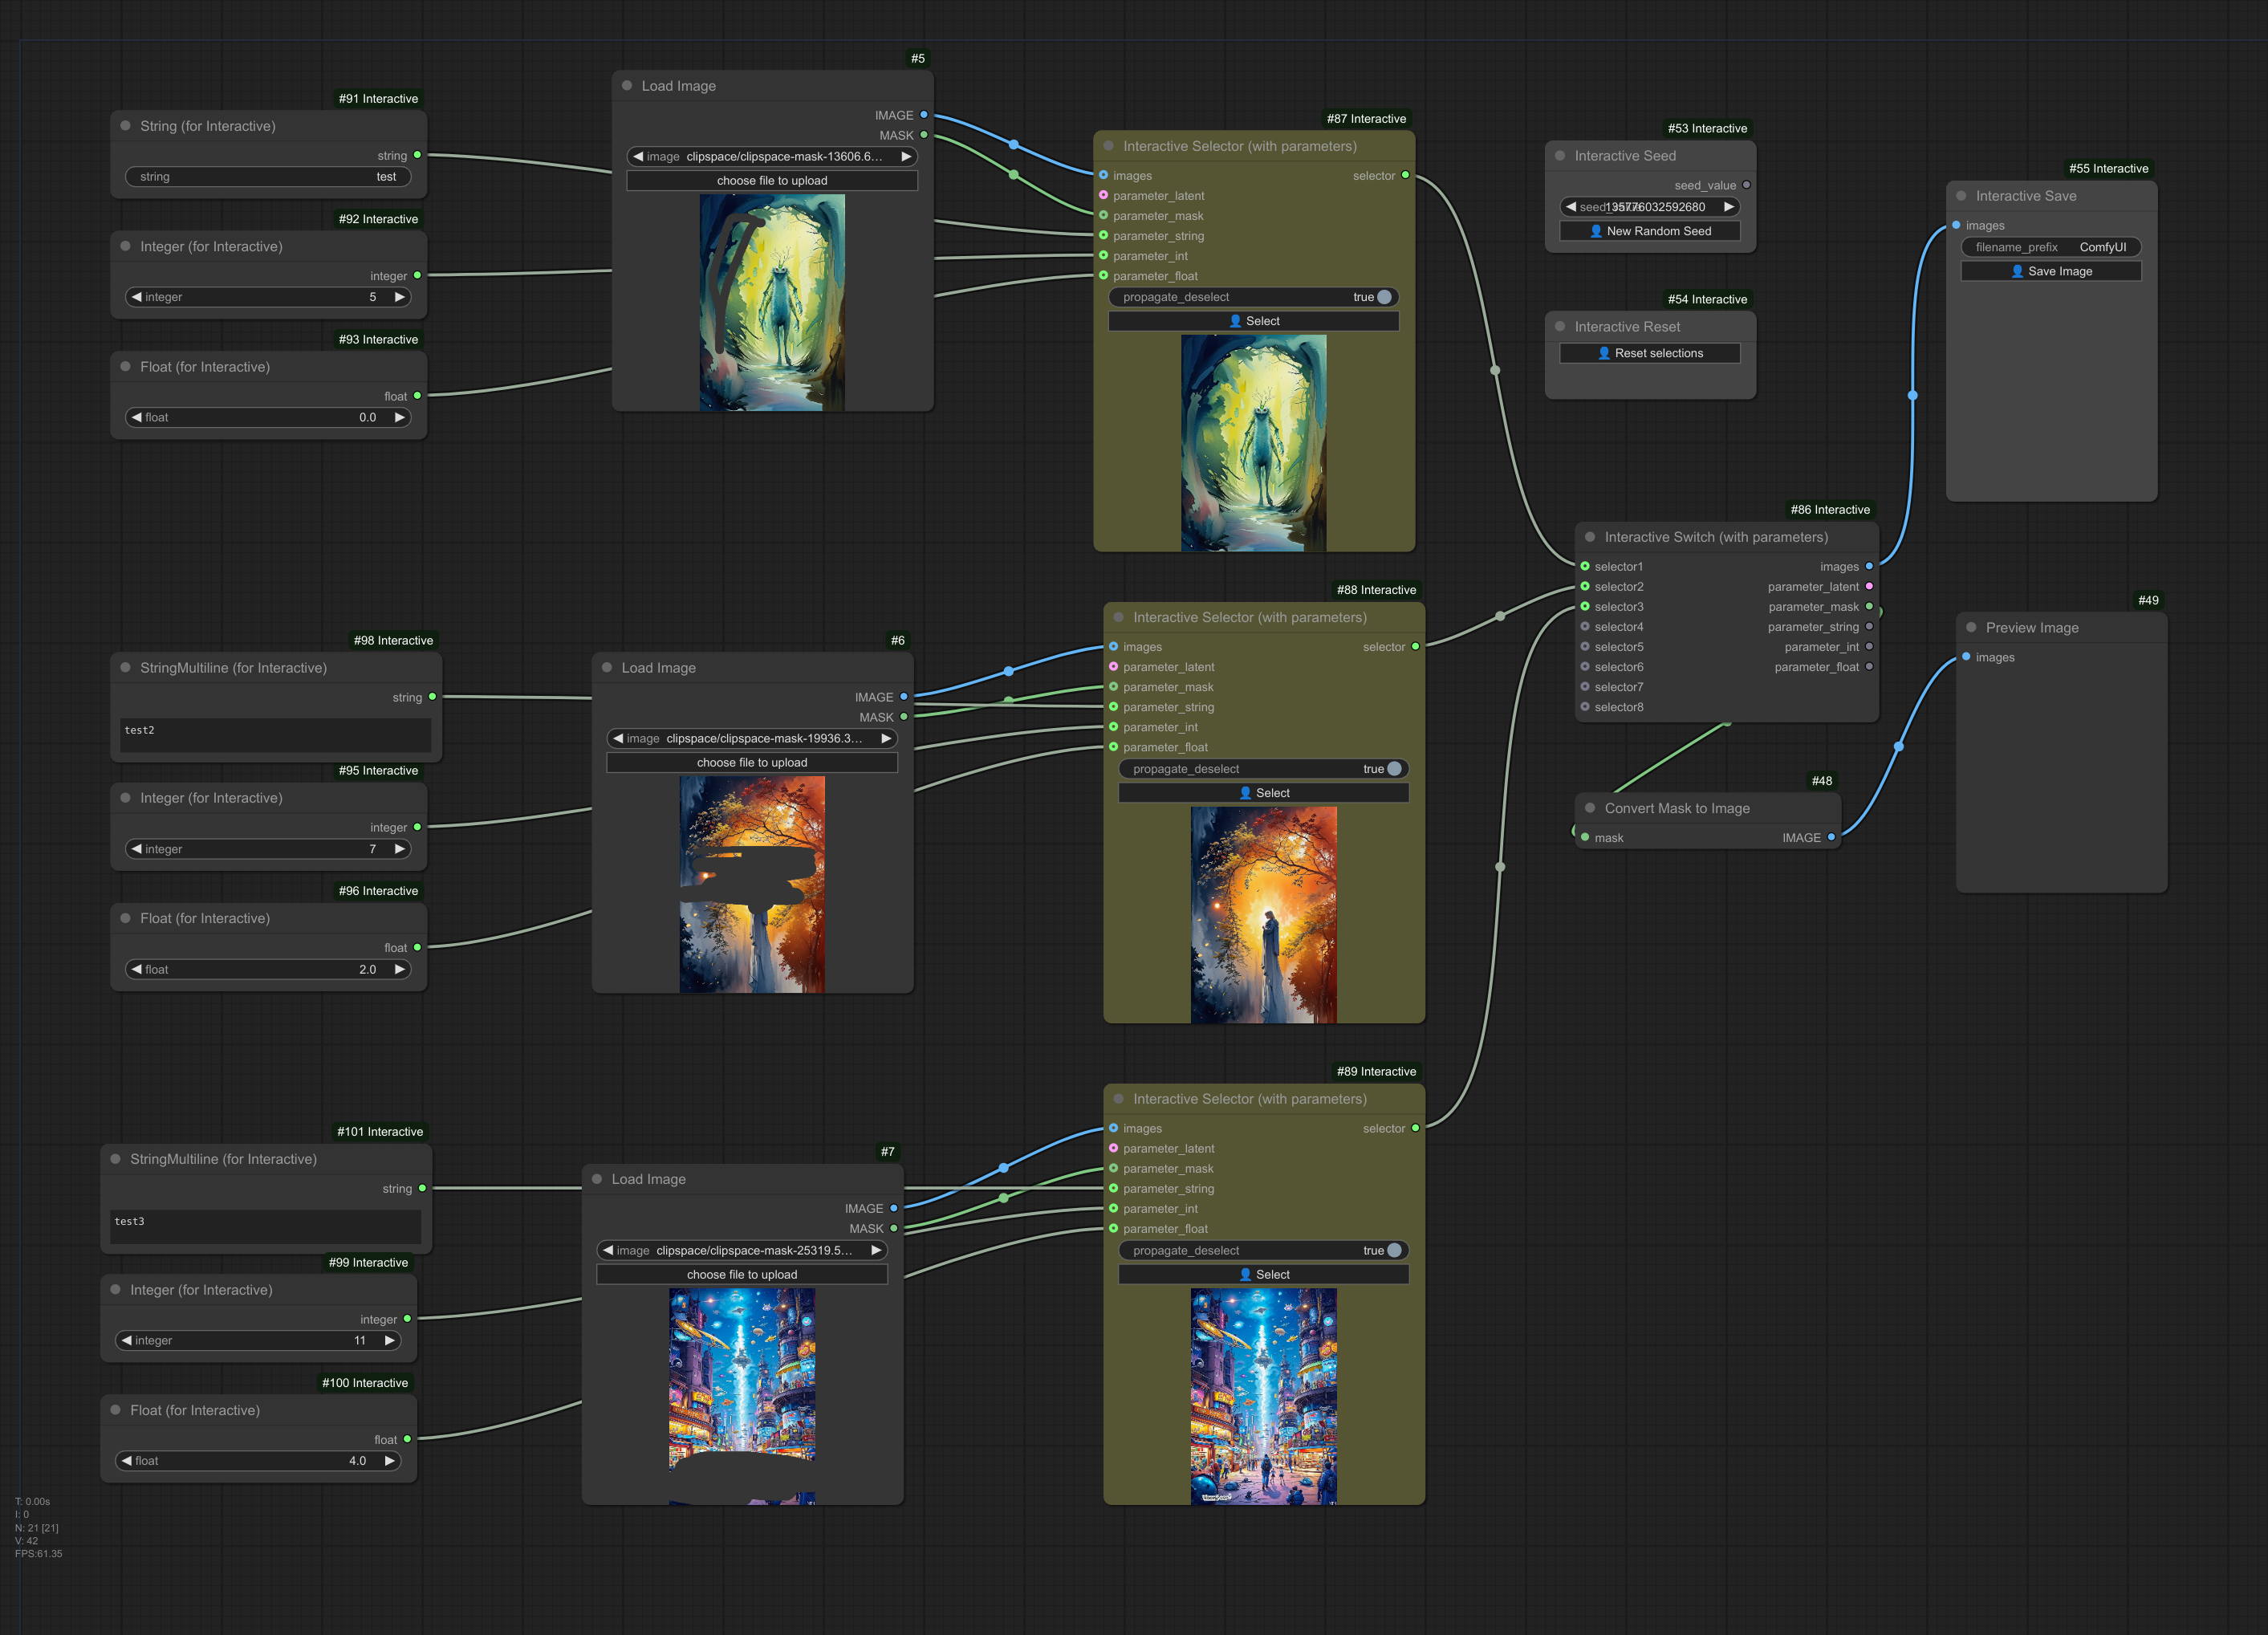 #91 Interactive
String (for Interactive)
string
string test
#92 Interactive
Integer (for Interactive)
integer
integer 5
#93 Interactive
Float (for Interactive)
float
float 0.0
#5
Load Image
IMAGE
MASK
image clipspace/clipspace-mask-13606.6...
choose file to upload
#87 Interactive
Interactive Selector (with parameters)
images selector
parameter_latent
parameter_mask
parameter_string
parameter_int
parameter_float
propagate_deselect true
Select
#53 Interactive
Interactive Seed
seed_value
135776032592680
New Random Seed
#54 Interactive
Interactive Reset
Reset selections
#55 Interactive
Interactive Save
images
filename_prefix ComfyUI
Save Image
#98 Interactive
StringMultiline (for Interactive)
string
test2
#95 Interactive
Integer (for Interactive)
integer
integer 7
#96 Interactive
Float (for Interactive)
float
float 2.0
#6
Load Image
IMAGE
MASK
image clipspace/clipspace-mask-19936.3...
choose file to upload
#88 Interactive
Interactive Selector (with parameters)
images selector
parameter_latent
parameter_mask
parameter_string
parameter_int
parameter_float
propagate_deselect true
Select
#86 Interactive
Interactive Switch (with parameters)
selector1 images
selector2 parameter_latent
selector3 parameter_mask
selector4 parameter_string
selector5 parameter_int
selector6 parameter_float
selector7
selector8
#48
Convert Mask to Image
mask IMAGE
#49
Preview Image
images
#101 Interactive
StringMultiline (for Interactive)
string
test3
#99 Interactive
Integer (for Interactive)
integer
integer 11
#100 Interactive
Float (for Interactive)
float
float 4.0
#7
Load Image
IMAGE
MASK
image clipspace/clipspace-mask-25319.5...
choose file to upload
#89 Interactive
Interactive Selector (with parameters)
images selector
parameter_latent
parameter_mask
parameter_string
parameter_int
parameter_float
propagate_deselect true
Select
T: 0.00s
I: 0
N: 21 [21]
V: 42
FPS:61.35